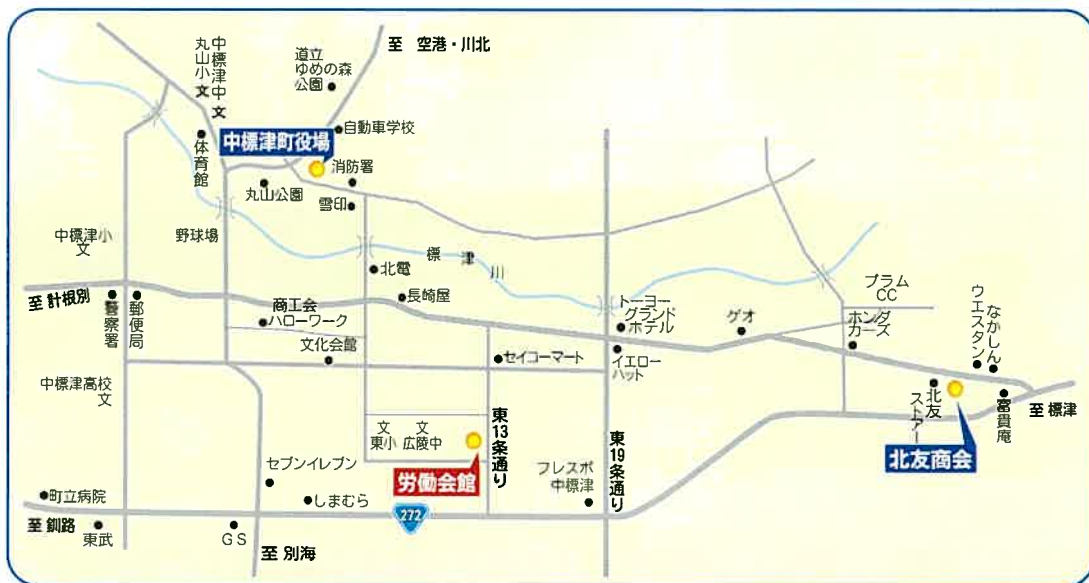 至 空港・川北
中標津中
文
丸山小
文
道立
ゆめの森
公園
自動車学校
体育館
中標津町役場
消防署
丸山公園
雪印
中標津小
文
野球場
標津川
北電
長崎屋
至 計根別
警察署
郵便局
商工会
ハローワーク
文化会館
トーヨー
グランド
ホテル
ゲオ
プラム
CC
ホンダ
カーズ
ウエスタン
なかしん
セイコーマート
イエロー
ハット
中標津高校
文
北友
ストアー
富貴庵
至 標津
文
東小
文
広陵中
東13条通り
東19条通り
北友商会
労働会館
セブンイレブン
しまむら
フレスポ
中標津
町立病院
272
至 釧路
東武
GS
至 別海